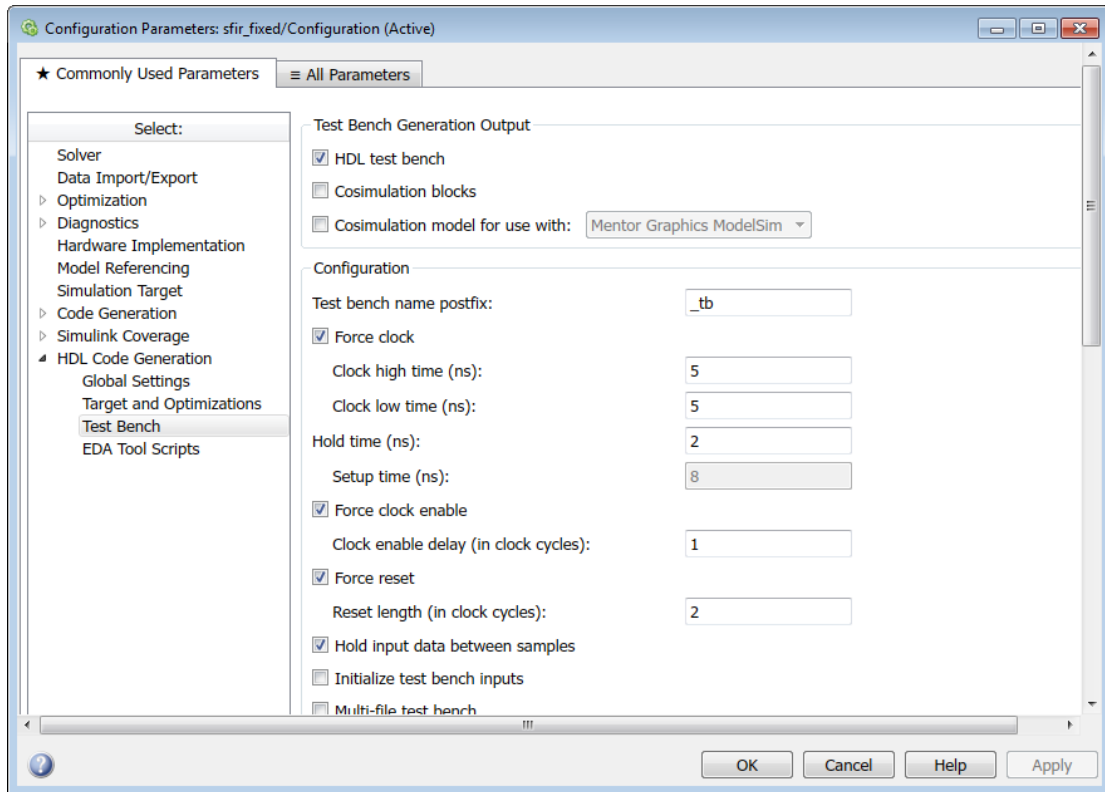 Configuration Parameters: sfir_fixed/Configuration (Active)
★ Commonly Used Parameters
≡ All Parameters
Select:
Solver
Data Import/Export
Optimization
Diagnostics
Hardware Implementation
Model Referencing
Simulation Target
Code Generation
Simulink Coverage
HDL Code Generation
Global Settings
Target and Optimizations
Test Bench
EDA Tool Scripts
Test Bench Generation Output
HDL test bench
Cosimulation blocks
Cosimulation model for use with: Mentor Graphics ModelSim
Configuration
Test bench name postfix: _tb
Force clock
Clock high time (ns): 5
Clock low time (ns): 5
Hold time (ns): 2
Setup time (ns): 8
Force clock enable
Clock enable delay (in clock cycles): 1
Force reset
Reset length (in clock cycles): 2
Hold input data between samples
Initialize test bench inputs
Multi-file test bench
OK Cancel Help Apply